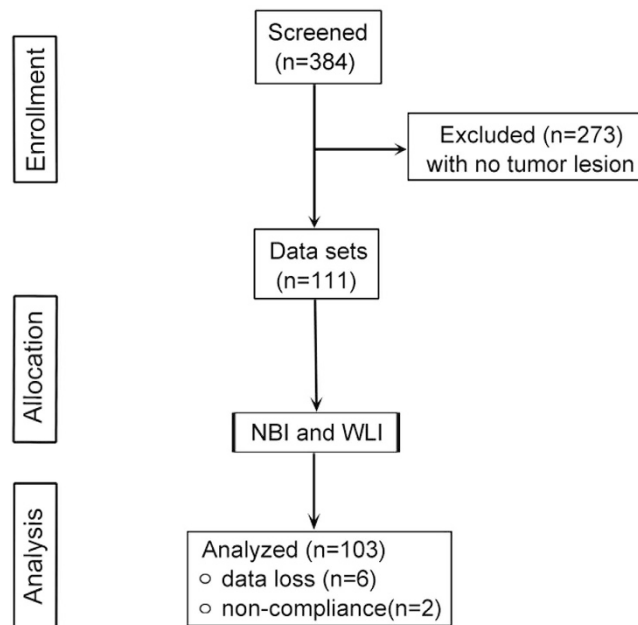 Enrollment
Screened
(n=384)
Excluded (n=273)
with no tumor lesion
Data sets
(n=111)
Allocation
NBI and WLI
Analysis
Analyzed (n=103)
○ data loss (n=6)
○ non-compliance(n=2)